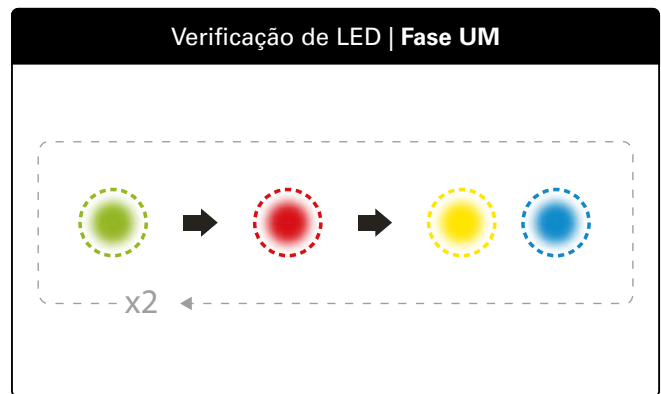 Verificação de LED | Fase UM
x2